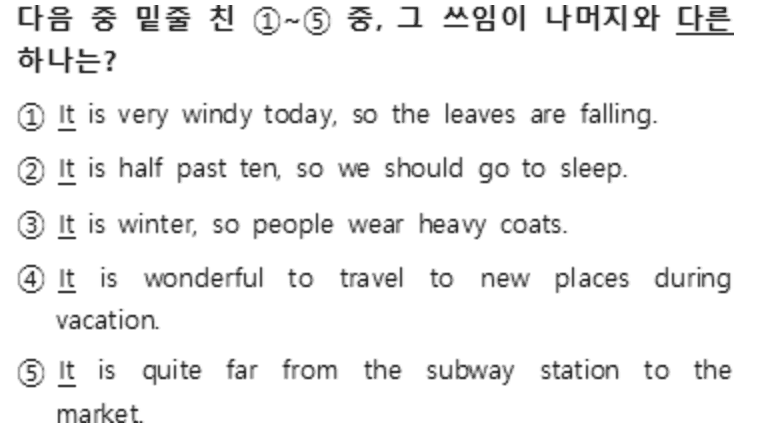 다음 중 밑줄 친 ①~⑤ 중, 그 쓰임이 나머지와 다른
하나는?
① It is very windy today, so the leaves are falling.
② It is half past ten, so we should go to sleep.
③ It is winter, so people wear heavy coats.
④ It is wonderful to travel to new places during
vacation.
⑤ It is quite far from the subway station to the
market.